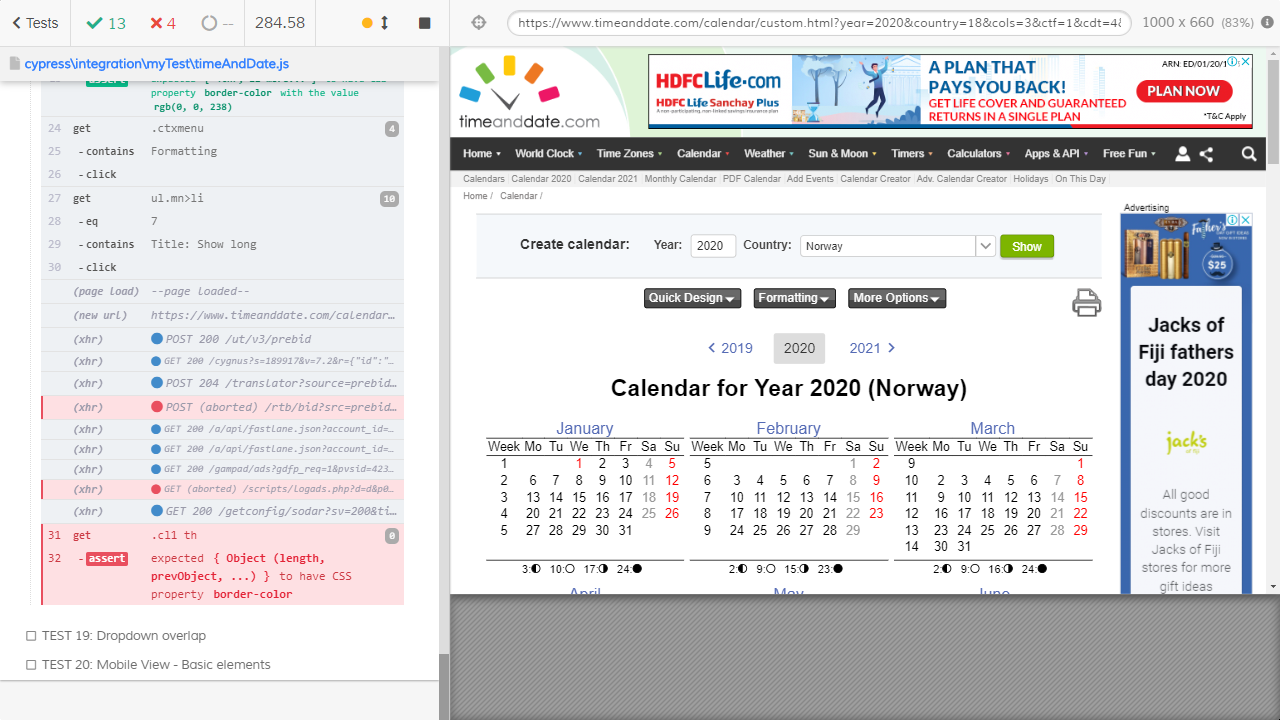 Tests
13
4
--
284.58
https://www.timeanddate.com/calendar/custom.html?year=2020&country=18&cols=3&ctf=1&cdt=4&
1000 x 660 (83%)
cypress\integration\myTest\timeAndDate.js
property border-color with the value
rgb(0, 0, 238)
24 get .ctxmenu 4
25 -contains Formatting
26 -click
27 get ul.mn>li 10
28 -eq 7
29 -contains Title: Show long
30 -click
(page load) --page loaded--
(new url) https://www.timeanddate.com/calendar...
(xhr) POST 200 /ut/v3/prebid
(xhr) GET 200 /cygnus?s=189917&v=7.2&r={"id":"...
(xhr) POST 204 /translator?source=prebid...
(xhr) POST (aborted) /rtb/bid?src=prebid...
(xhr) GET 200 /a/api/fastlane.json?account_id=...
(xhr) GET 200 /a/api/fastlane.json?account_id=...
(xhr) GET 200 /gampad/ads?gdfp_req=1&pvsid=423...
(xhr) GET (aborted) /scripts/logads.php?d=d&p0...
(xhr) GET 200 /getconfig/sodar?sv=200&ti...
31 get .cl1 th 0
32 -assert expected { Object (length,
prevObject, ...) } to have CSS
property border-color
TEST 19: Dropdown overlap
TEST 20: Mobile View - Basic elements
timeanddate.com
HDFC Life.com
HDFC Life Sanchay Plus
A non-participating, non-linked savings insurance plan
A PLAN THAT
PAYS YOU BACK!
GET LIFE COVER AND GUARANTEED
RETURNS IN A SINGLE PLAN
ARN: ED/01/20/1
PLAN NOW
*T&C Apply
Home World Clock Time Zones Calendar Weather Sun & Moon Timers Calculators Apps & API Free Fun
Calendars Calendar 2020 Calendar 2021 Monthly Calendar PDF Calendar Add Events Calendar Creator Adv. Calendar Creator Holidays On This Day
Home / Calendar /
Create calendar: Year: 2020 Country: Norway Show
Quick Design Formatting More Options
2019 2020 2021
Calendar for Year 2020 (Norway)
January
Week Mo Tu We Th Fr Sa Su
1 1 2 3 4 5
2 6 7 8 9 10 11 12
3 13 14 15 16 17 18 19
4 20 21 22 23 24 25 26
5 27 28 29 30 31
3: 10: 17: 24:
February
Week Mo Tu We Th Fr Sa Su
5 1 2
6 3 4 5 6 7 8 9
7 10 11 12 13 14 15 16
8 17 18 19 20 21 22 23
9 24 25 26 27 28 29
2: 9: 15: 23:
March
Week Mo Tu We Th Fr Sa Su
9 1
10 2 3 4 5 6 7 8
11 9 10 11 12 13 14 15
12 16 17 18 19 20 21 22
13 23 24 25 26 27 28 29
14 30 31
2: 9: 16: 24:
April May June
Advertising
Father's
$25
Jacks of
Fiji fathers
day 2020
jack's
All good
discounts are in
stores. Visit
Jacks of Fiji
stores for more
gift ideas